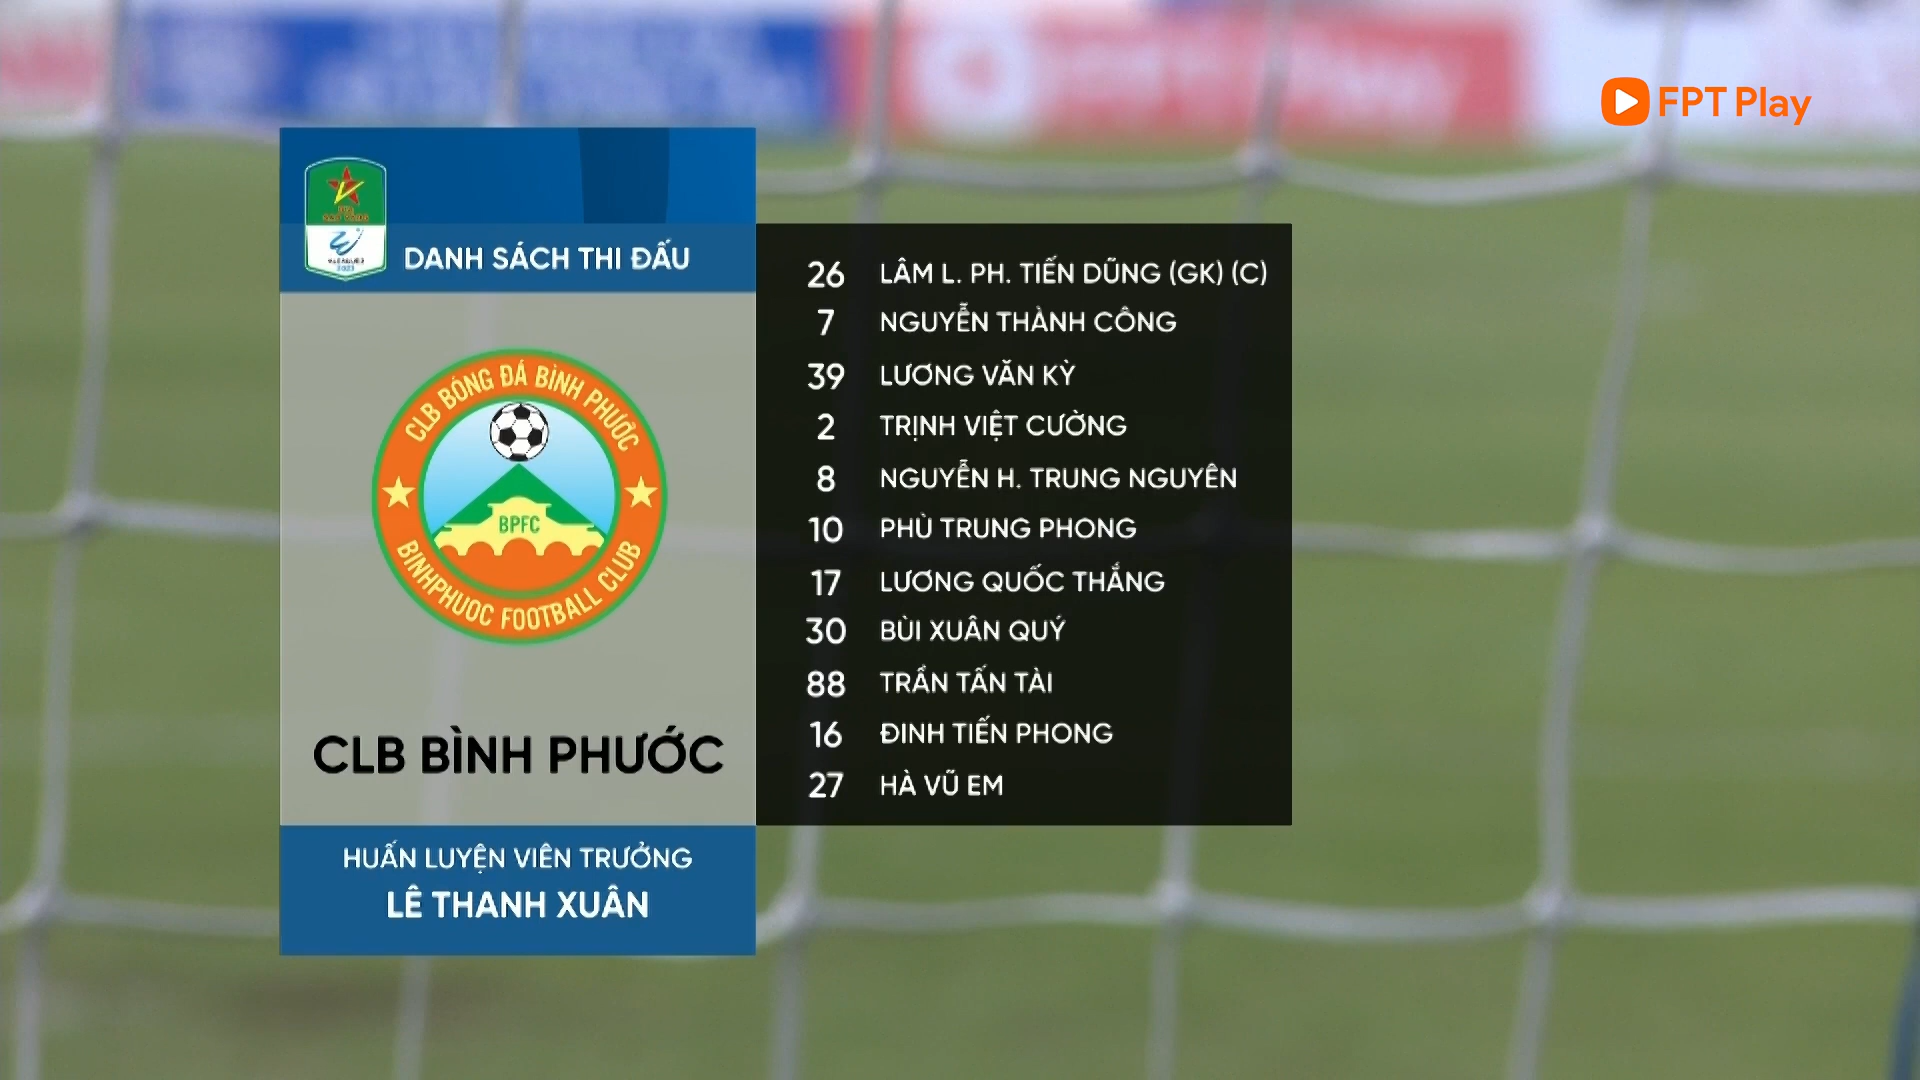 FPT Play
DANH SÁCH THI ĐẤU
CLB BÓNG ĐÁ BÌNH PHƯỚC
BPFC
BINHPHUOC FOOTBALL CLUB
CLB BÌNH PHƯỚC
HUẤN LUYỆN VIÊN TRƯỞNG
LÊ THANH XUÂN
26 LÂM L. PH. TIẾN DŨNG (GK) (C)
7 NGUYỄN THÀNH CÔNG
39 LƯƠNG VĂN KỲ
2 TRỊNH VIỆT CƯỜNG
8 NGUYỄN H. TRUNG NGUYÊN
10 PHÙ TRUNG PHONG
17 LƯƠNG QUỐC THẮNG
30 BÙI XUÂN QUÝ
88 TRẦN TẤN TÀI
16 ĐINH TIẾN PHONG
27 HÀ VŨ EM